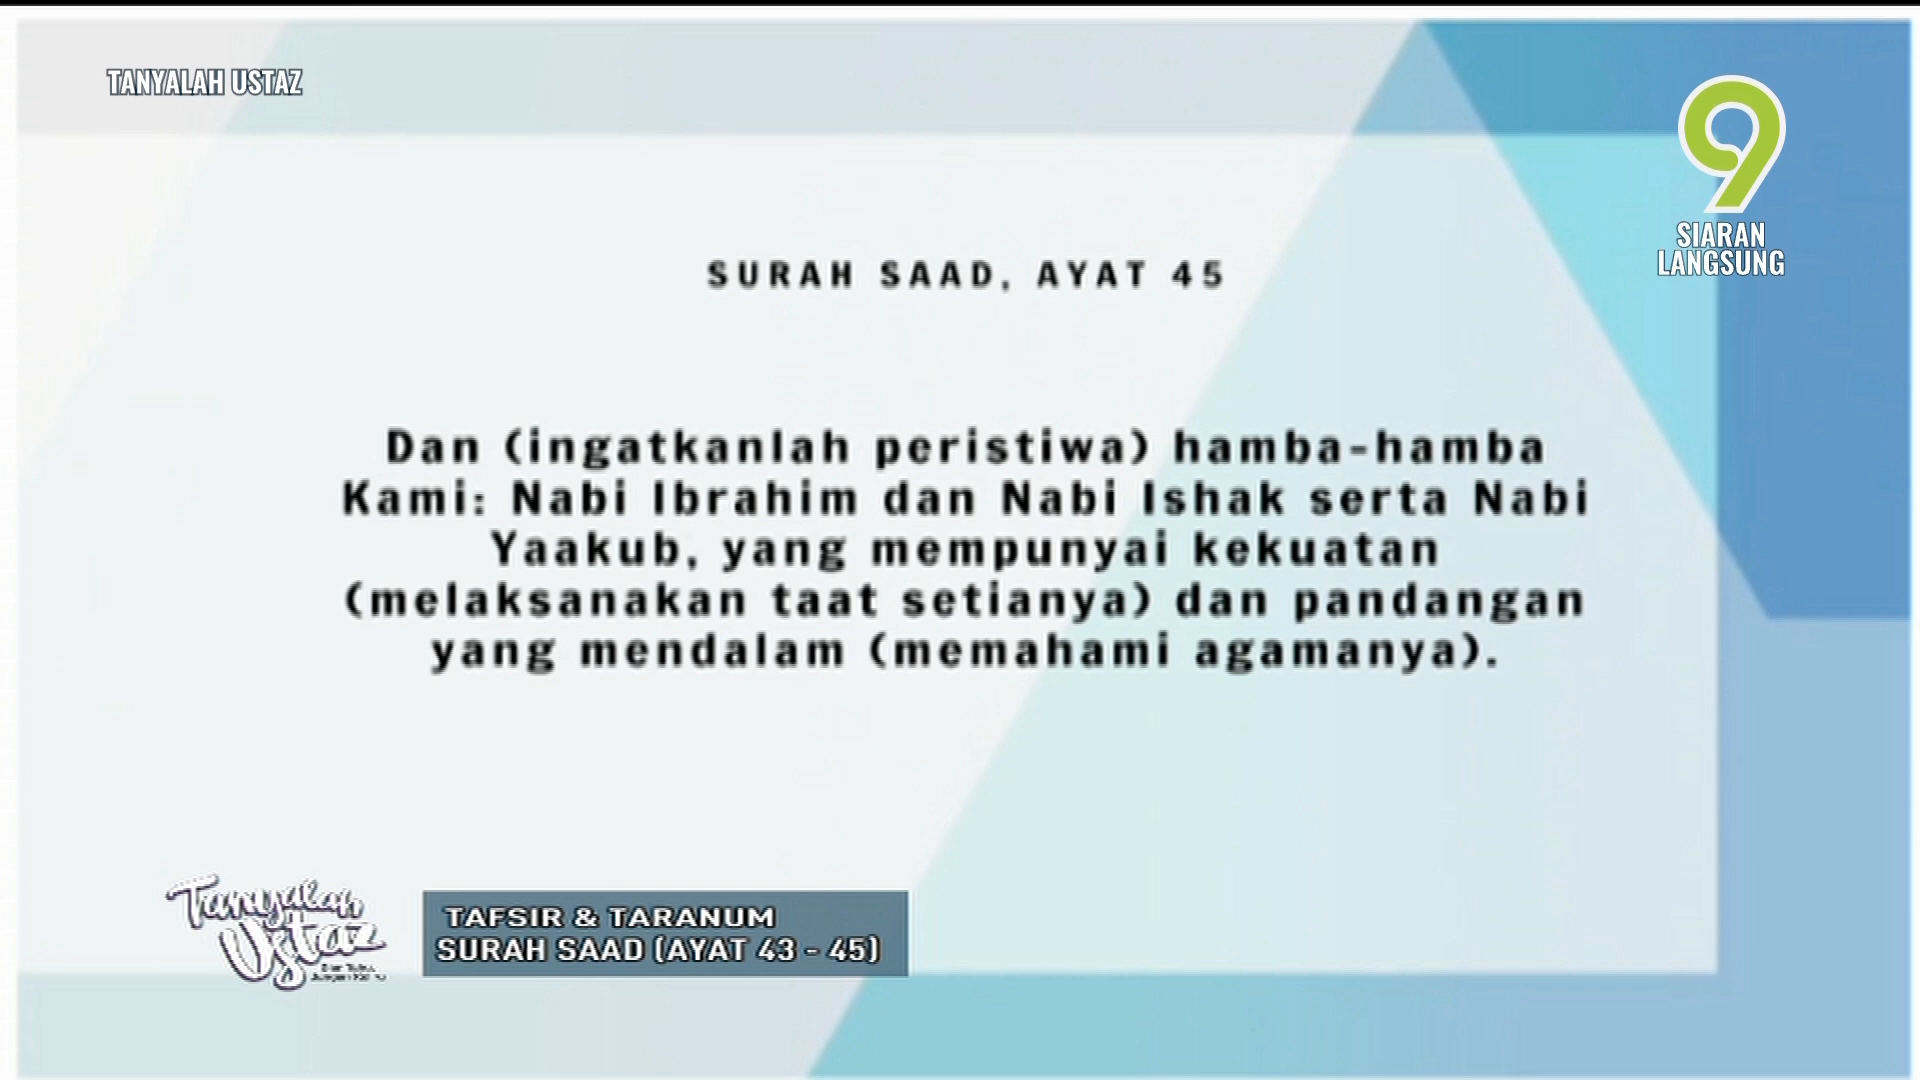 TANYALAH USTAZ
9
SIARAN
LANGSUNG
SURAH SAAD, AYAT 45
Dan (ingatkanlah peristiwa) hamba-hamba
Kami: Nabi Ibrahim dan Nabi Ishak serta Nabi
Yaakub, yang mempunyai kekuatan
(melaksanakan taat setianya) dan pandangan
yang mendalam (memahami agamanya).
Tanyalah
Ustaz
TAFSIR & TARANUM
SURAH SAAD (AYAT 43 - 45)